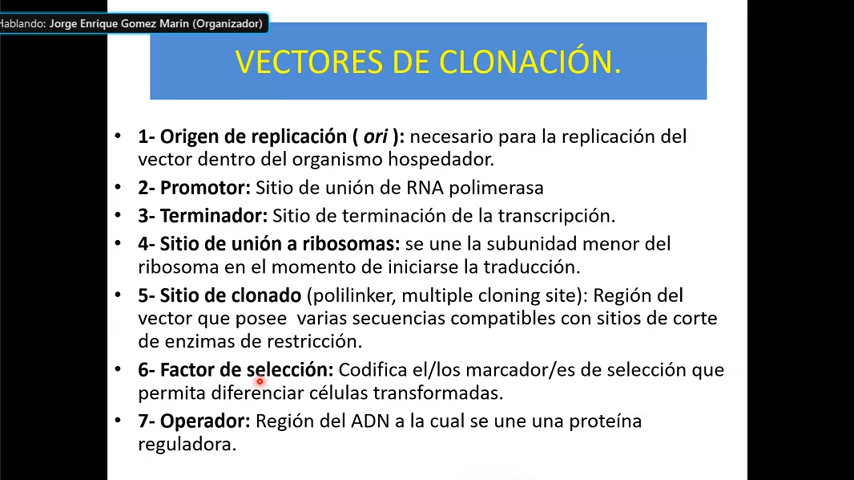 Hablando: Jorge Enrique Gomez Marin (Organizador)
VECTORES DE CLONACIÓN.
• 1- Origen de replicación ( ori ): necesario para la replicación del
vector dentro del organismo hospedador.
• 2- Promotor: Sitio de unión de RNA polimerasa
• 3- Terminador: Sitio de terminación de la transcripción.
• 4- Sitio de unión a ribosomas: se une la subunidad menor del
ribosoma en el momento de iniciarse la traducción.
• 5- Sitio de clonado (polilinker, multiple cloning site): Región del
vector que posee varias secuencias compatibles con sitios de corte
de enzimas de restricción.
• 6- Factor de selección: Codifica el/los marcador/es de selección que
permita diferenciar células transformadas.
• 7- Operador: Región del ADN a la cual se une una proteína
reguladora.